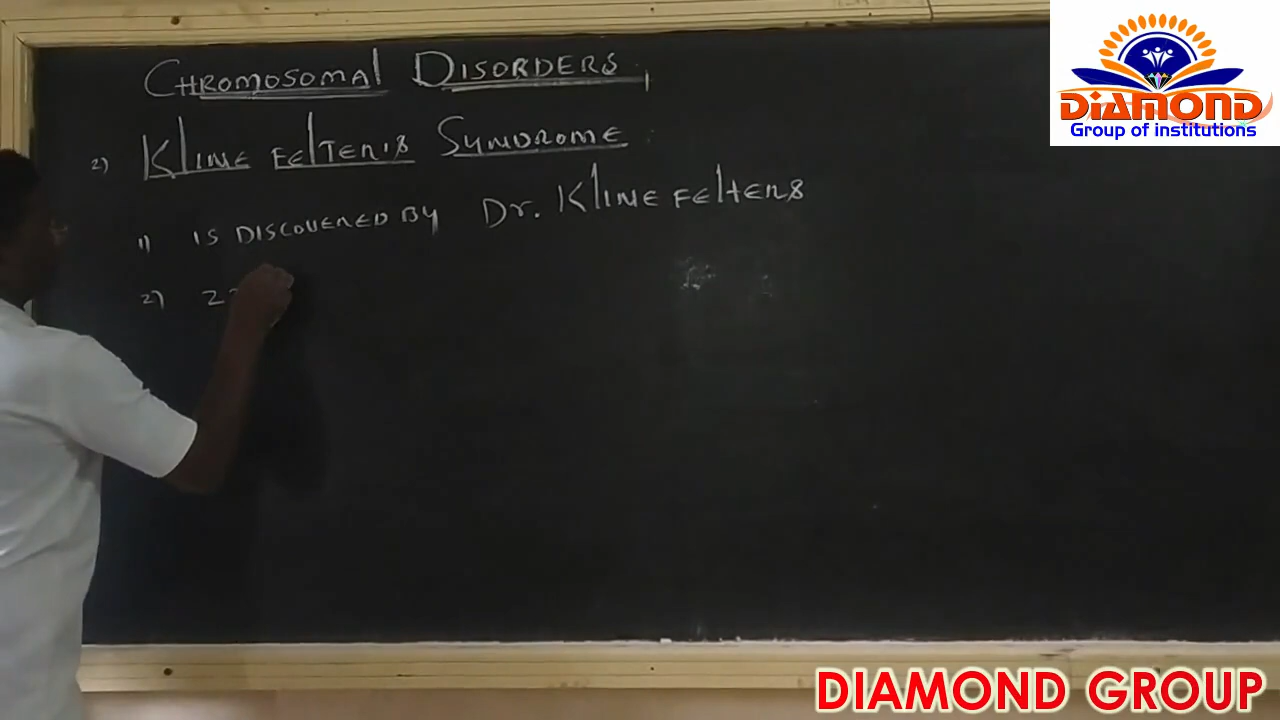 CHROMOSOMAL DISORDERS
2) KlINE FElTER'S SYNDROME
1) IS DISCOVERED BY Dr. KlINE FElTERS
2)
DiAMOND
Group of institutions
DIAMOND GROUP